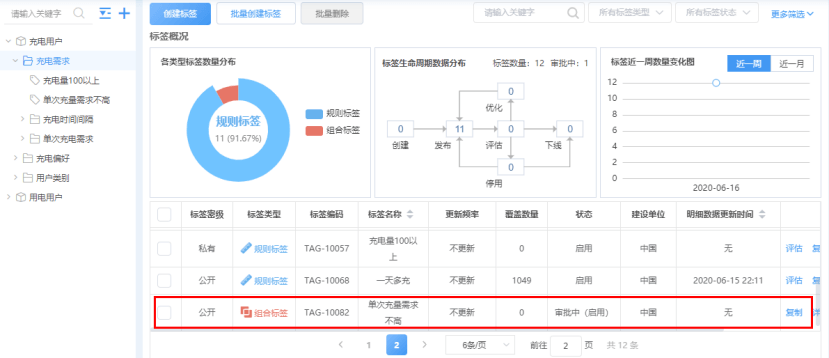 请输入关键字
充电用户
充电需求
充电量100以上
单次充量需求不高
充电时间间隔
单次充电需求
充电偏好
用户类别
用电用户
创建标签 批量创建标签 批量删除 请输入关键字 所有标签类型 所有标签状态 更多筛选
标签概况
各类型标签数量分布
规则标签
11 (91.67%)
规则标签
组合标签
标签生命周期数据分布 标签数量：12 审批中：1
0
优化
0 11 0 0
创建 发布 评估 下线
0
停用
标签近一周数量变化图 近一周 近一月
12
10
8
6
4
2
0
2020-06-16
标签密级 标签类型 标签编码 标签名称 更新频率 覆盖数量 状态 建设单位 明细数据更新时间
私有 规则标签 TAG-10057 充电量100以上 不更新 0 启用 中国 无 评估 复
公开 规则标签 TAG-10068 一天多充 不更新 1049 启用 中国 2020-06-15 22:11 评估 复
公开 组合标签 TAG-10082 单次充量需求不高 不更新 0 审批中（启用） 中国 无 复制 详
1 2 6条/页 前往 2 页 共 12 条